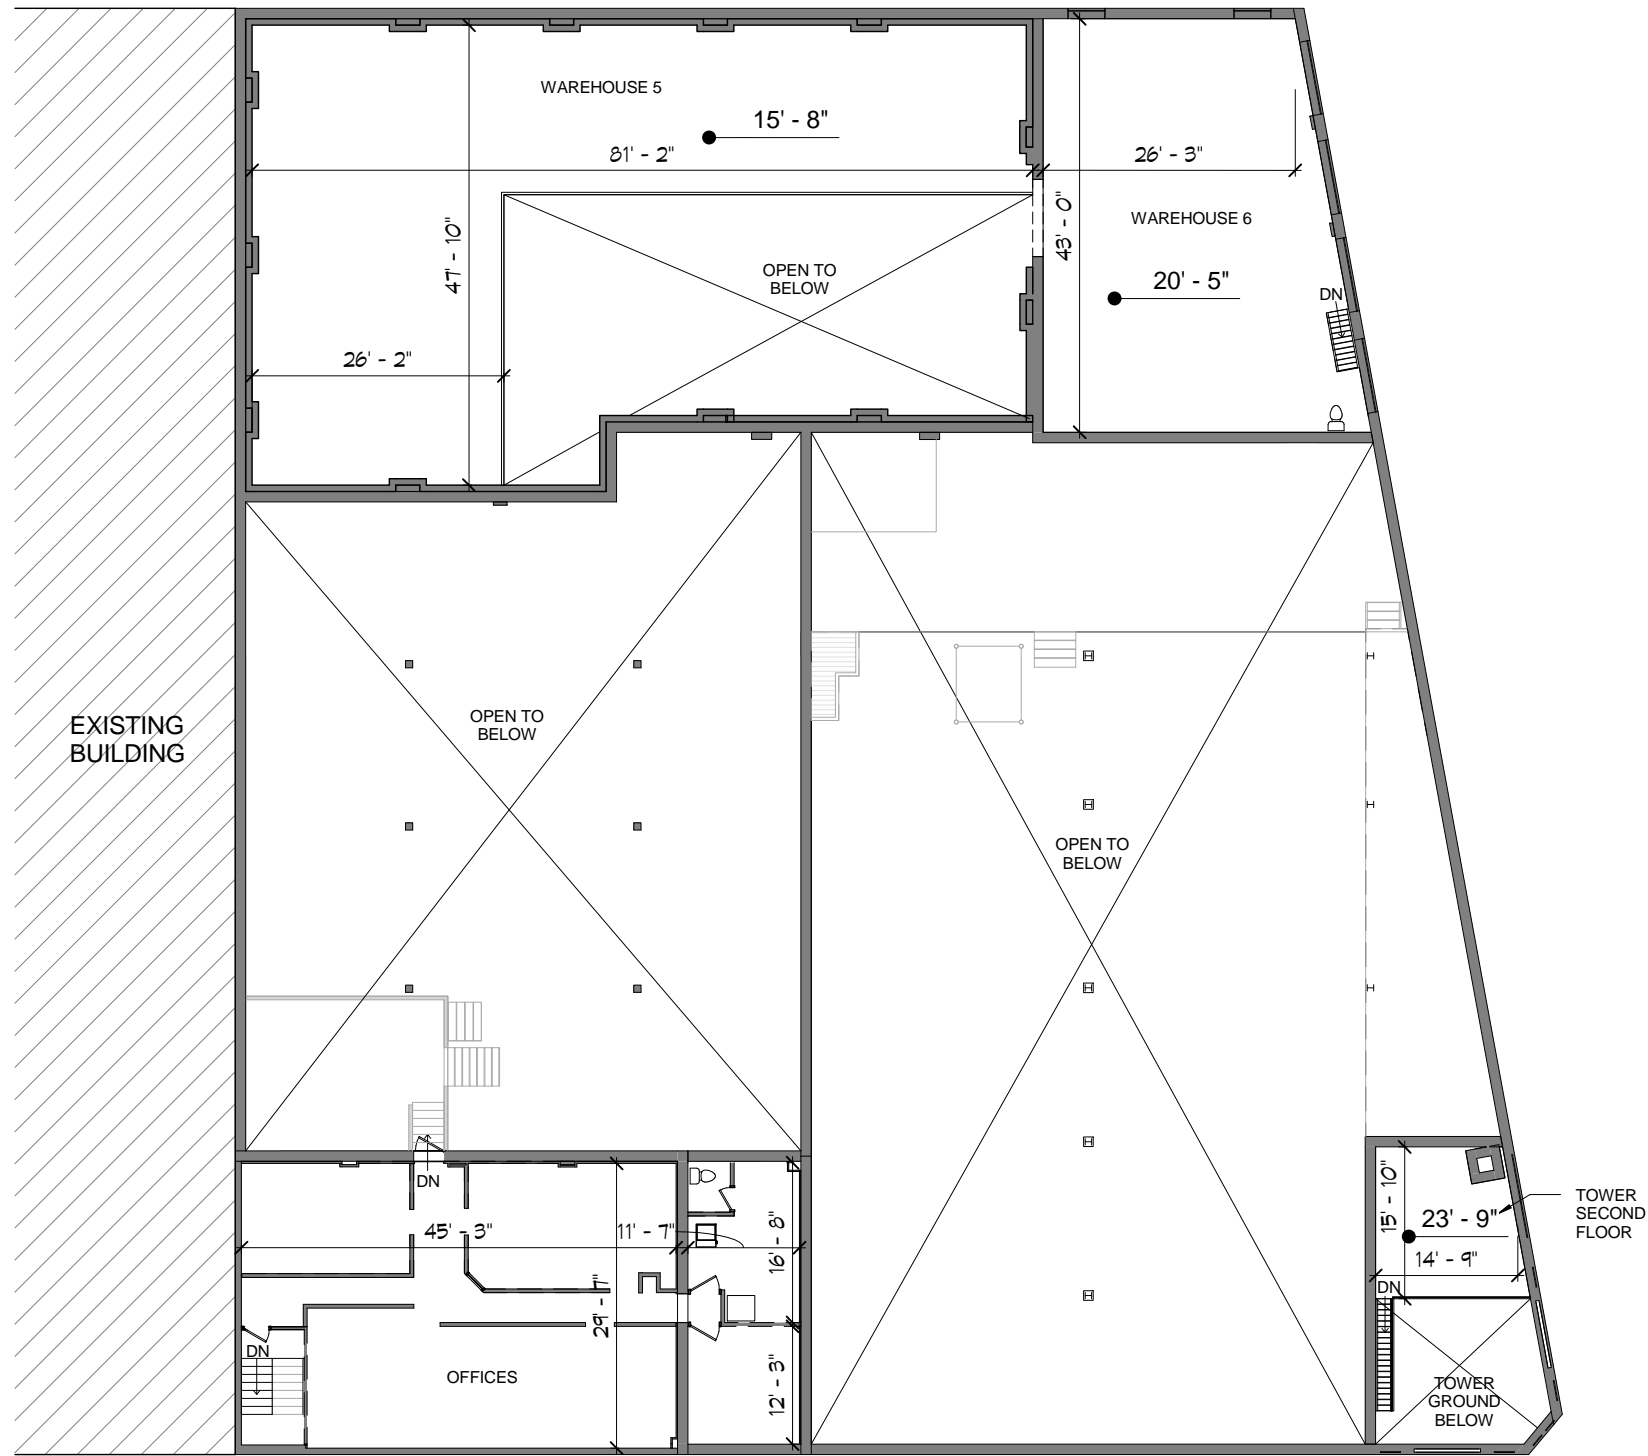 WAREHOUSE 5
15' - 8"
81' - 2"
26' - 3"
47' - 10"
43' - 0"
WAREHOUSE 6
OPEN TO
BELOW
20' - 5"
DN
26' - 2"
EXISTING
BUILDING
OPEN TO
BELOW
OPEN TO
BELOW
DN
45' - 3"
11' - 7"
16' - 8"
29' - 7"
12' - 3"
DN
OFFICES
15' - 10"
23' - 9"
14' - 9"
TOWER
SECOND
FLOOR
DN
TOWER
GROUND
BELOW